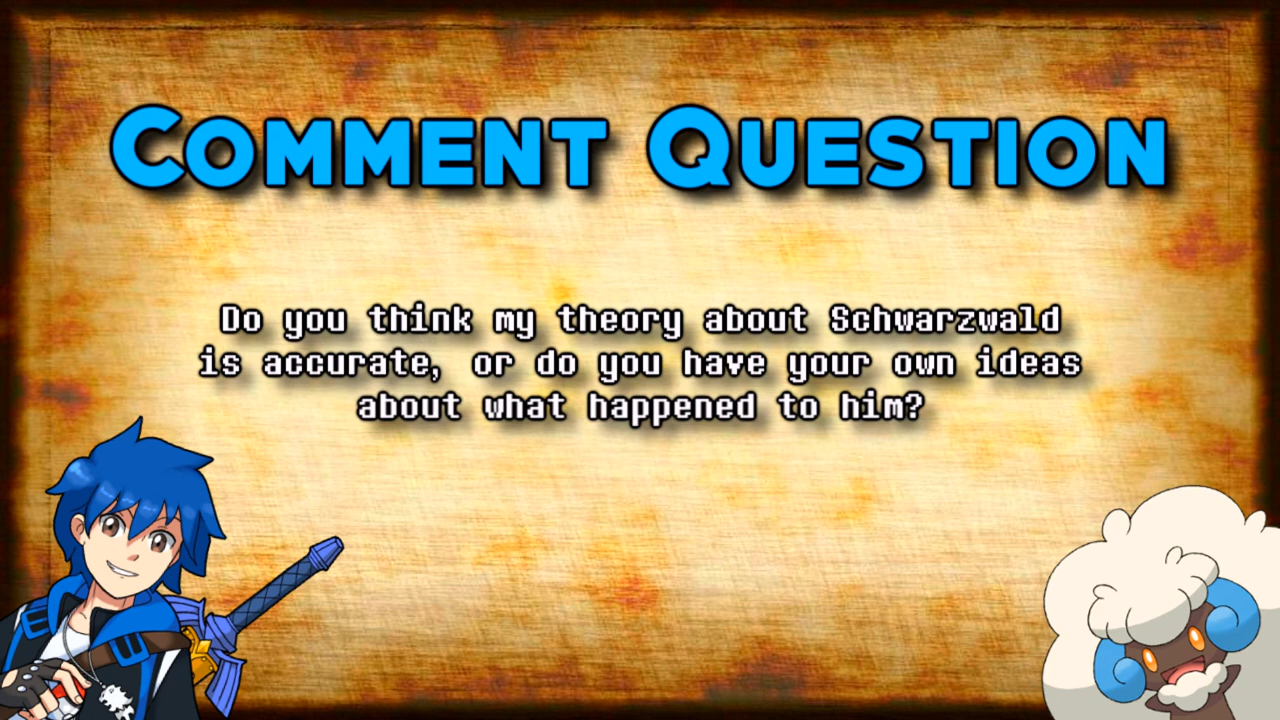 Comment Question
Do you think my theory about Schwarzwald
is accurate, or do you have your own ideas
about what happened to him?